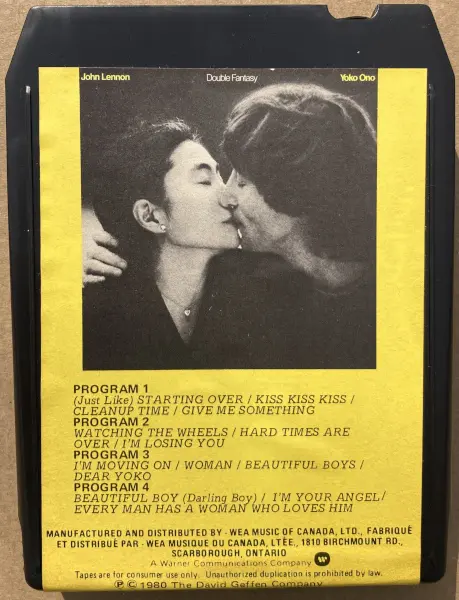 John Lennon Double Fantasy Yoko Ono
PROGRAM 1
(Just Like) STARTING OVER / KISS KISS KISS /
CLEANUP TIME / GIVE ME SOMETHING
PROGRAM 2
WATCHING THE WHEELS / HARD TIMES ARE
OVER / I'M LOSING YOU
PROGRAM 3
I'M MOVING ON / WOMAN / BEAUTIFUL BOYS /
DEAR YOKO
PROGRAM 4
BEAUTIFUL BOY (Darling Boy) / I'M YOUR ANGEL/
EVERY MAN HAS A WOMAN WHO LOVES HIM
MANUFACTURED AND DISTRIBUTED BY · WEA MUSIC OF CANADA, LTD., FABRIQUÈ
ET DISTRIBUÈ PAR · WEA MUSIQUE DU CANADA, LTÈE., 1810 BIRCHMOUNT RD.,
SCARBOROUGH, ONTARIO
A Warner Communications Company
Tapes are for consumer use only. Unauthorized duplication is prohibited by law.
℗ © 1980 The David Geffen Company